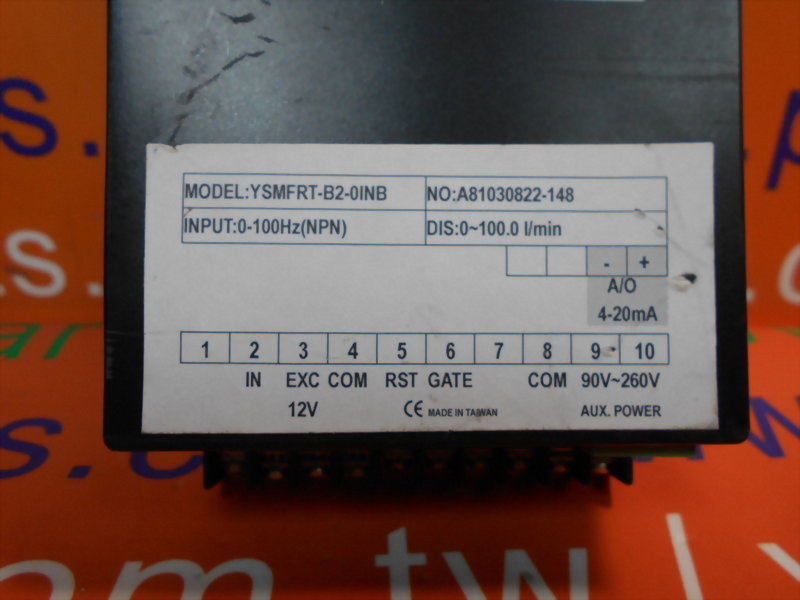 MODEL:YSMFRT-B2-0INB NO:A81030822-148
INPUT:0-100Hz(NPN) DIS:0~100.0 l/min
- +
A/O
4-20mA
1 2 3 4 5 6 7 8 9 10
IN EXC COM RST GATE COM 90V~260V
12V CE MADE IN TAIWAN AUX. POWER